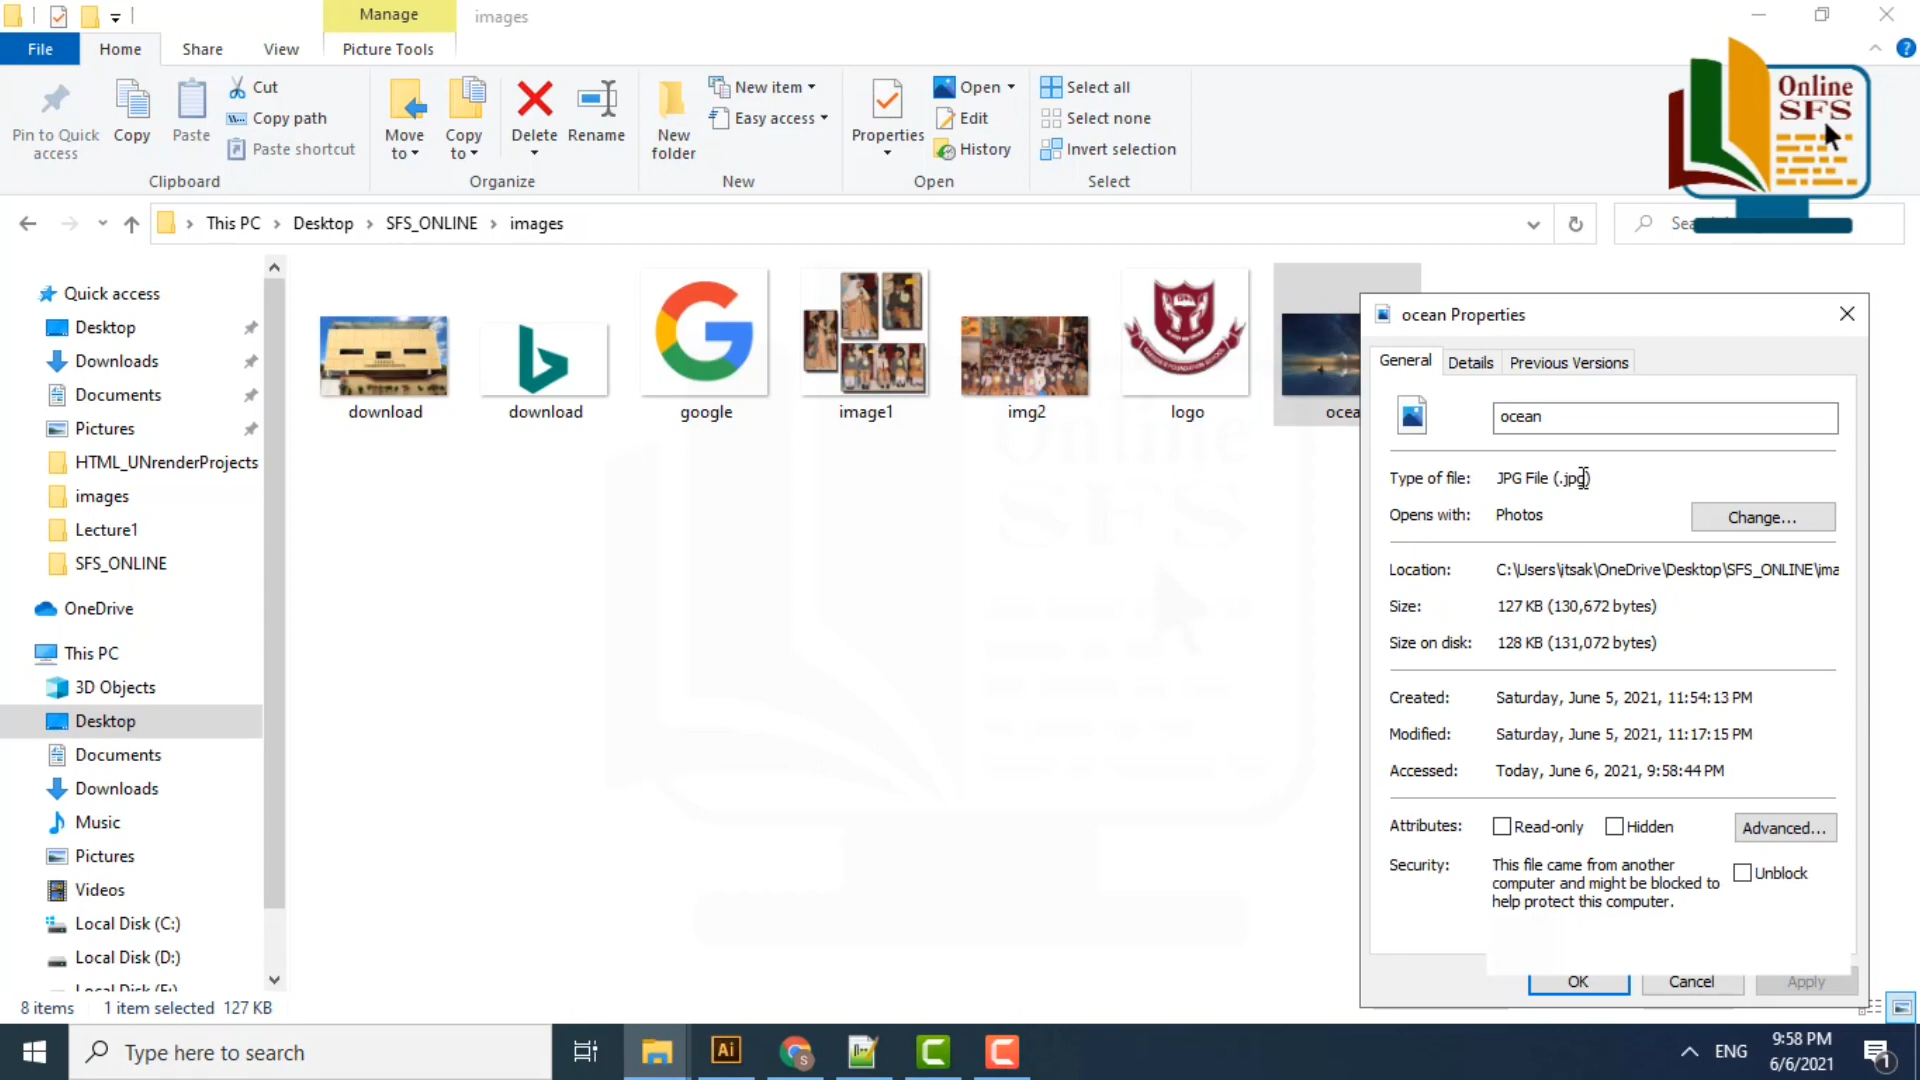 Manage
images
File
Home
Share
View
Picture Tools
Pin to Quick access
Copy
Paste
Cut
Copy path
Paste shortcut
Clipboard
Move to
Copy to
Delete
Rename
Organize
New folder
New item
Easy access
New
Properties
Open
Edit
History
Open
Select all
Select none
Invert selection
Select
Online
SFS
This PC
Desktop
SFS_ONLINE
images
Quick access
Desktop
Downloads
Documents
Pictures
HTML_UNrenderProjects
images
Lecture1
SFS_ONLINE
OneDrive
This PC
3D Objects
Desktop
Documents
Downloads
Music
Pictures
Videos
Local Disk (C:)
Local Disk (D:)
download
download
google
image1
img2
logo
ocean Properties
General
Details
Previous Versions
ocean
Type of file: JPG File (.jpg)
Opens with: Photos
Change...
Location: C:\Users\itsak\OneDrive\Desktop\SFS_ONLINE\ima
Size: 127 KB (130,672 bytes)
Size on disk: 128 KB (131,072 bytes)
Created: Saturday, June 5, 2021, 11:54:13 PM
Modified: Saturday, June 5, 2021, 11:17:15 PM
Accessed: Today, June 6, 2021, 9:58:44 PM
Attributes: Read-only Hidden Advanced...
Security: This file came from another
computer and might be blocked to
help protect this computer.
Unblock
OK
Cancel
Apply
Online
SFS
8 items
1 item selected 127 KB
Type here to search
Ai
ENG
9:58 PM
6/6/2021
1